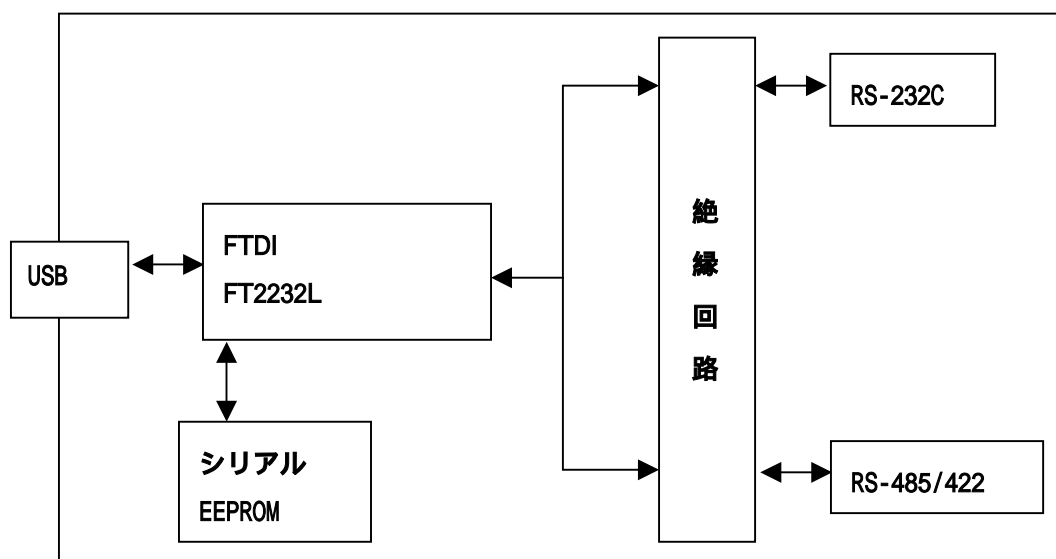 USB
FTDI
FT2232L
シリアル
EEPROM
絶
縁
回
路
RS-232C
RS-485/422